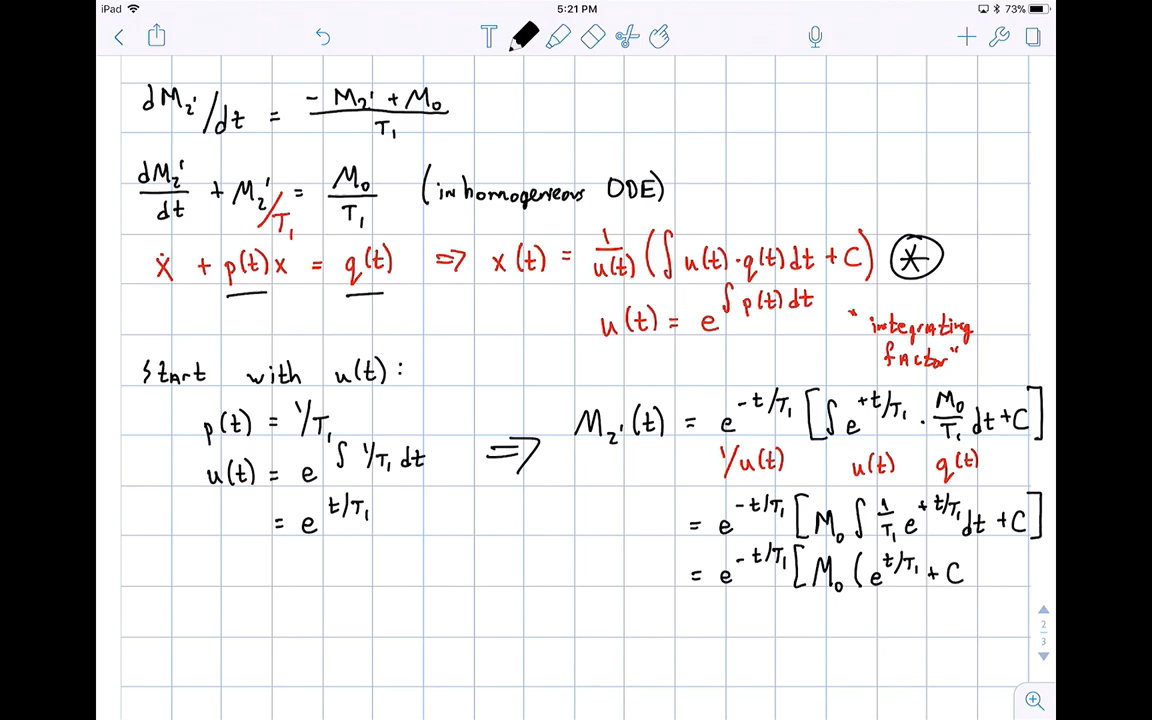 iPad 5:21 PM 73%
T
dM₂'/dt = (- M₂' + M₀)/T₁
dM₂'/dt + M₂'/T₁ = M₀/T₁ (inhomogeneous ODE)
ẋ + p(t)x = q(t) => x(t) = 1/u(t) (∫ u(t)·q(t)dt + C) *
u(t) = e^(∫ p(t)dt)
"integrating
factor"
Start with u(t):
p(t) = 1/T₁
u(t) = e^(∫ 1/T₁ dt)
= e^(t/T₁)
=> M₂'(t) = e^(-t/T₁) [∫ e^(+t/T₁) · M₀/T₁ dt + C]
1/u(t) u(t) q(t)
= e^(-t/T₁) [M₀ ∫ 1/T₁ e^(+t/T₁) dt + C]
= e^(-t/T₁) [M₀ (e^(t/T₁) + C
2
3